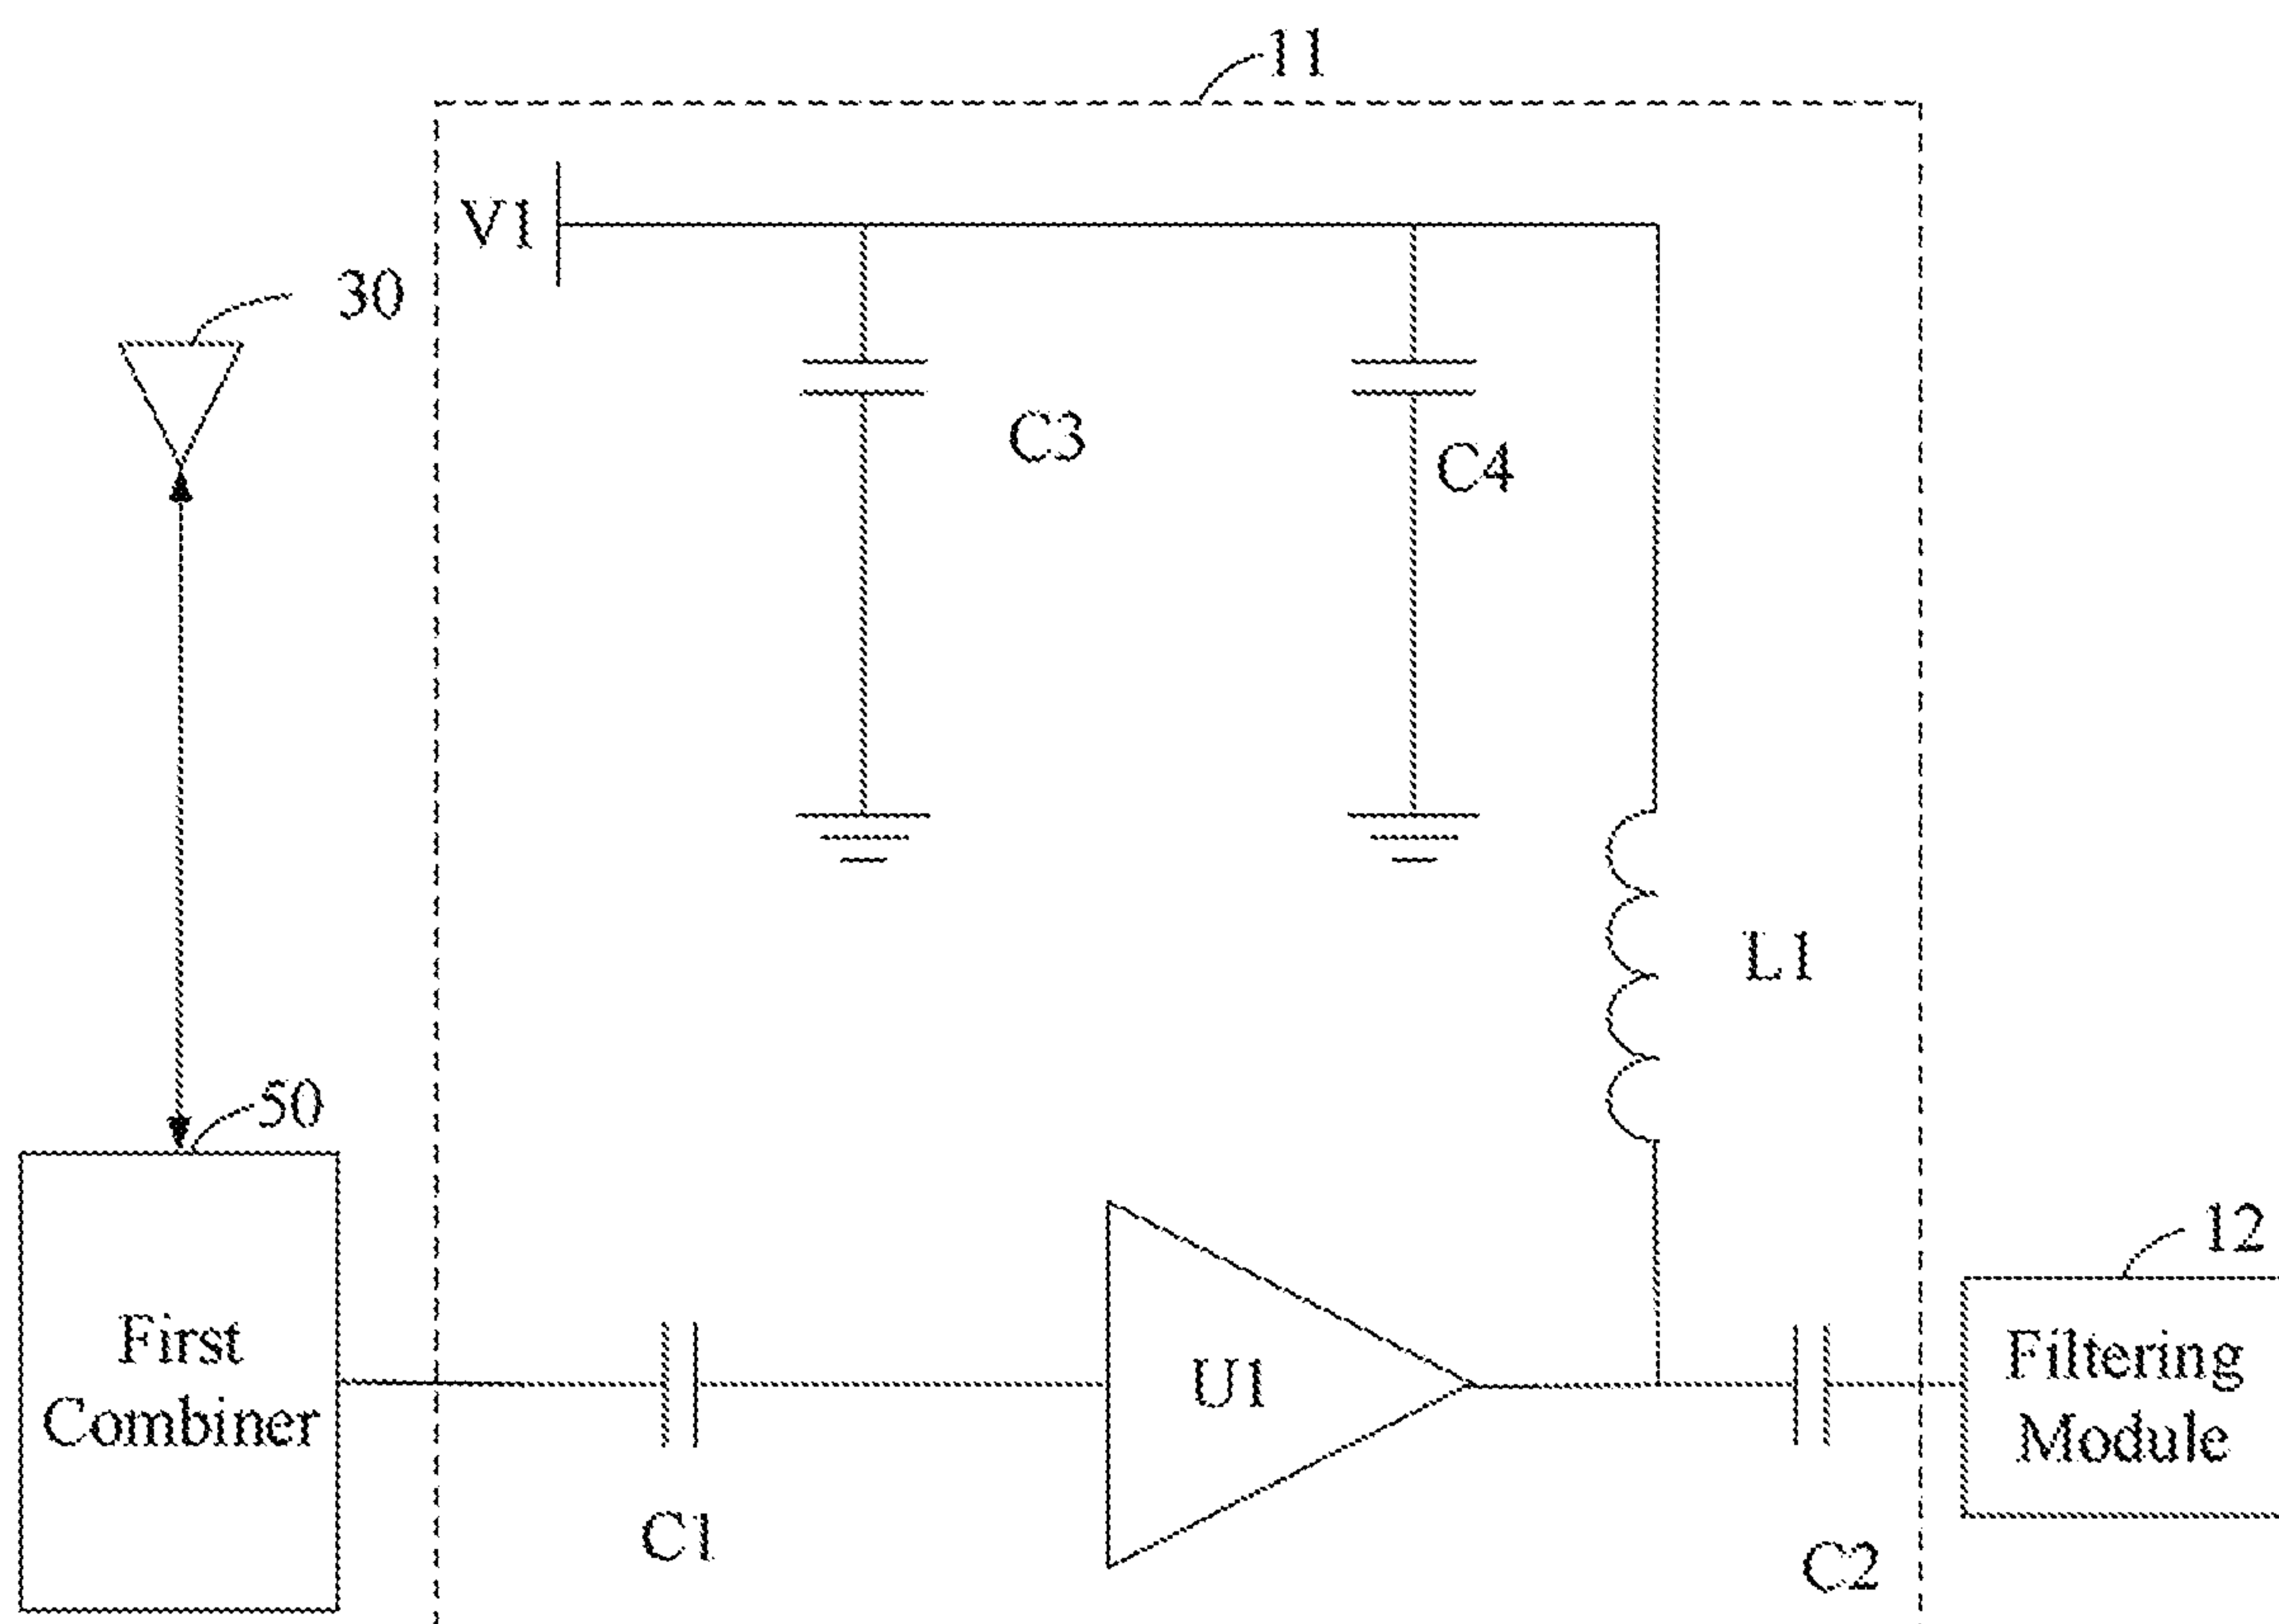 11
V1
30
C3
C4
L1
50
12
First
Combiner
U1
Filtering
Module
C1
C2